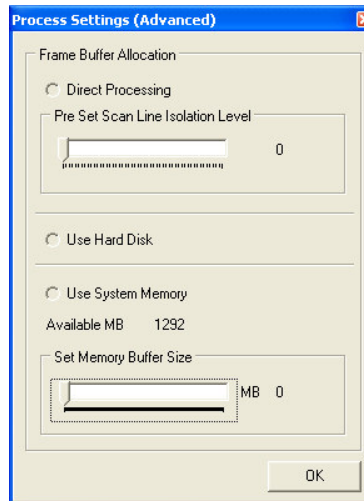 Process Settings (Advanced)
Frame Buffer Allocation
Direct Processing
Pre Set Scan Line Isolation Level
0
Use Hard Disk
Use System Memory
Available MB 1292
Set Memory Buffer Size
MB 0
OK